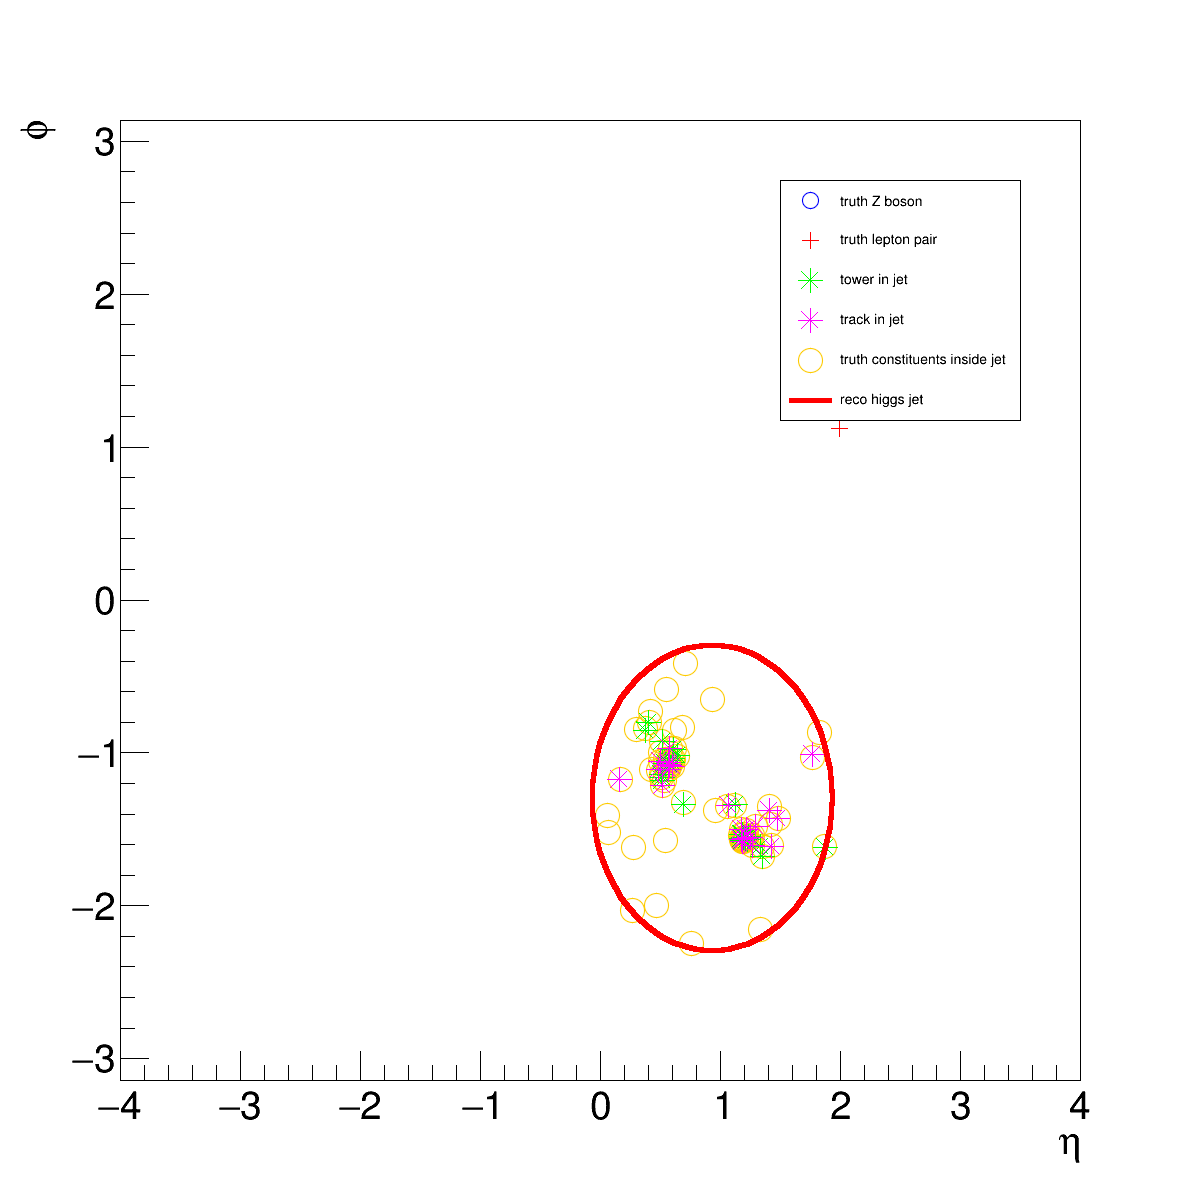 ϕ
3
2
1
0
−1
−2
−3
truth Z boson
truth lepton pair
tower in jet
track in jet
truth constituents inside jet
reco higgs jet
−4 −3 −2 −1 0 1 2 3 4
η